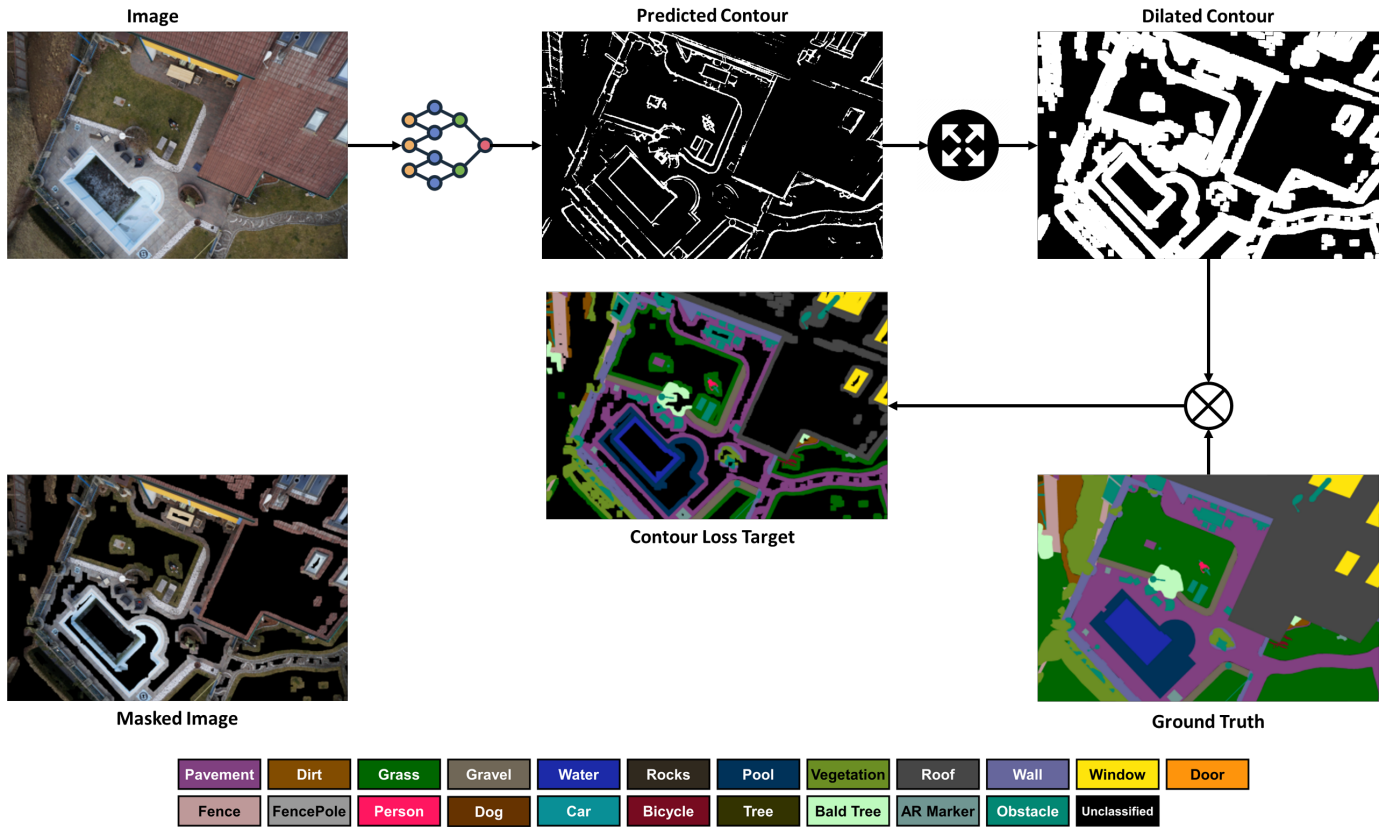 Image
Predicted Contour
Dilated Contour
Contour Loss Target
Masked Image
Ground Truth
Pavement Dirt Grass Gravel Water Rocks Pool Vegetation Roof Wall Window Door
Fence FencePole Person Dog Car Bicycle Tree Bald Tree AR Marker Obstacle Unclassified